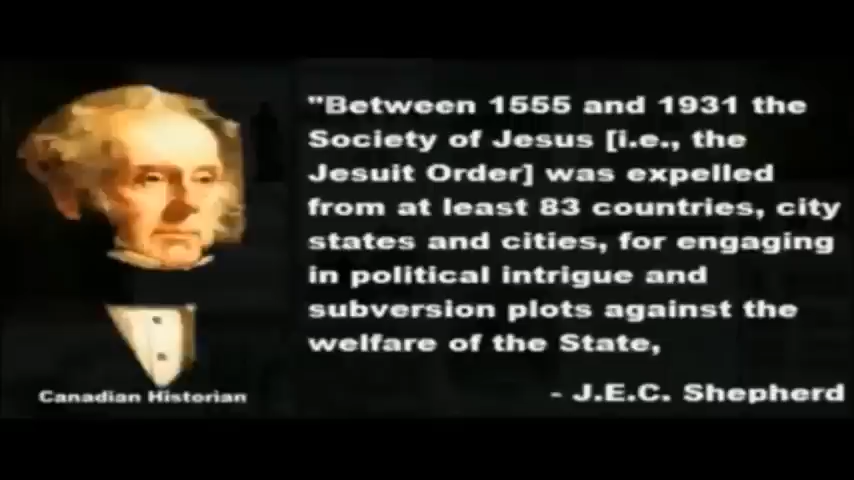 "Between 1555 and 1931 the
Society of Jesus [i.e., the
Jesuit Order] was expelled
from at least 83 countries, city
states and cities, for engaging
in political intrigue and
subversion plots against the
welfare of the State,
- J.E.C. Shepherd
Canadian Historian